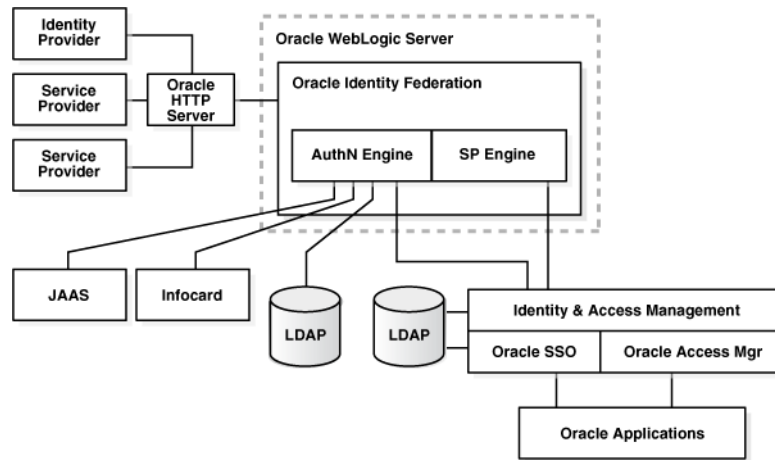 Identity
Provider
Service
Provider
Service
Provider
Oracle
HTTP
Server
Oracle WebLogic Server
Oracle Identity Federation
AuthN Engine
SP Engine
JAAS
Infocard
LDAP
LDAP
Identity & Access Management
Oracle SSO
Oracle Access Mgr
Oracle Applications